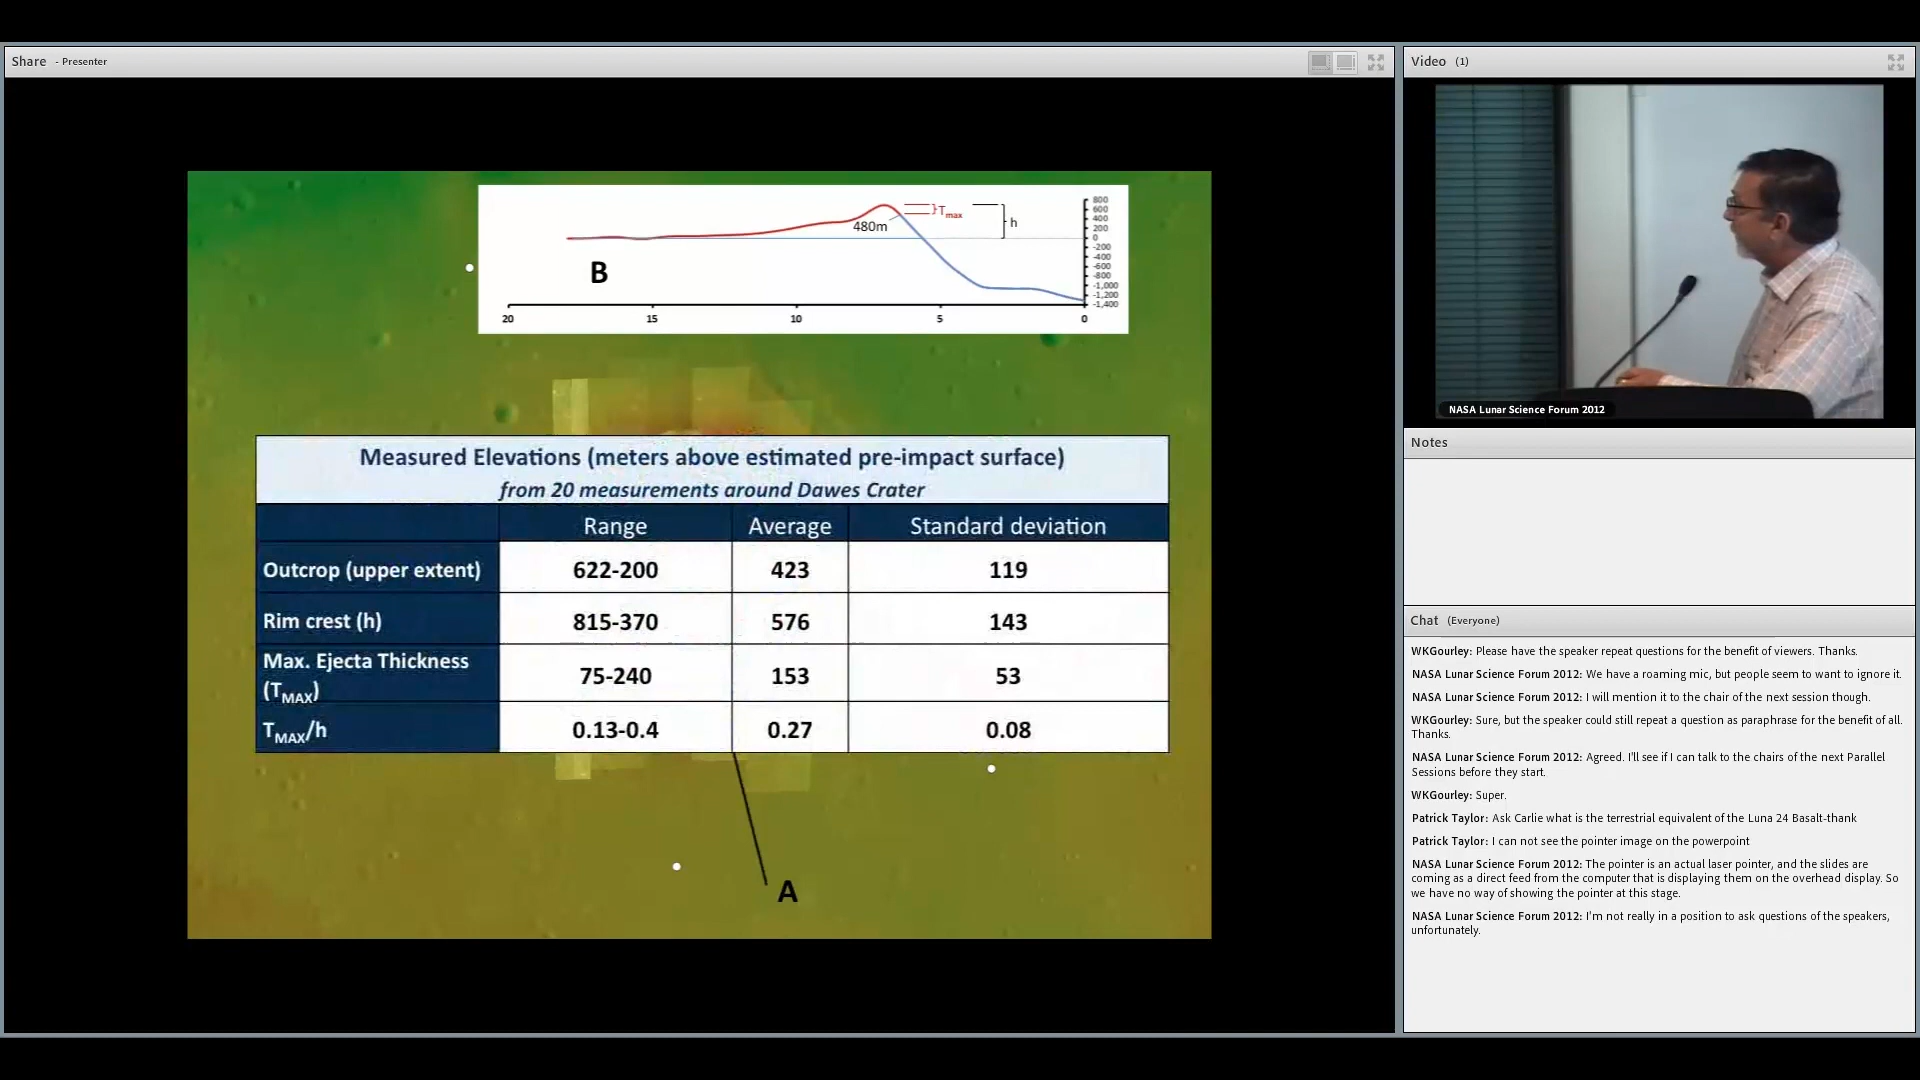 Share - Presenter
800
600
400
200
0
-200
-400
-600
-800
-1,000
-1,200
-1,400
Tmax
h
480m
B
20 15 10 5 0
Measured Elevations (meters above estimated pre-impact surface)
from 20 measurements around Dawes Crater
Range Average Standard deviation
Outcrop (upper extent) 622-200 423 119
Rim crest (h) 815-370 576 143
Max. Ejecta Thickness
(TMAX) 75-240 153 53
TMAX/h 0.13-0.4 0.27 0.08
A
Video (1)
NASA Lunar Science Forum 2012
Notes
Chat (Everyone)
WKGourley: Please have the speaker repeat questions for the benefit of viewers. Thanks.
NASA Lunar Science Forum 2012: We have a roaming mic, but people seem to want to ignore it.
NASA Lunar Science Forum 2012: I will mention it to the chair of the next session though.
WKGourley: Sure, but the speaker could still repeat a question as paraphrase for the benefit of all.
Thanks.
NASA Lunar Science Forum 2012: Agreed. I'll see if I can talk to the chairs of the next Parallel
Sessions before they start.
WKGourley: Super.
Patrick Taylor: Ask Carlie what is the terrestrial equivalent of the Luna 24 Basalt-thank
Patrick Taylor: I can not see the pointer image on the powerpoint
NASA Lunar Science Forum 2012: The pointer is an actual laser pointer, and the slides are
coming as a direct feed from the computer that is displaying them on the overhead display. So
we have no way of showing the pointer at this stage.
NASA Lunar Science Forum 2012: I'm not really in a position to ask questions of the speakers,
unfortunately.